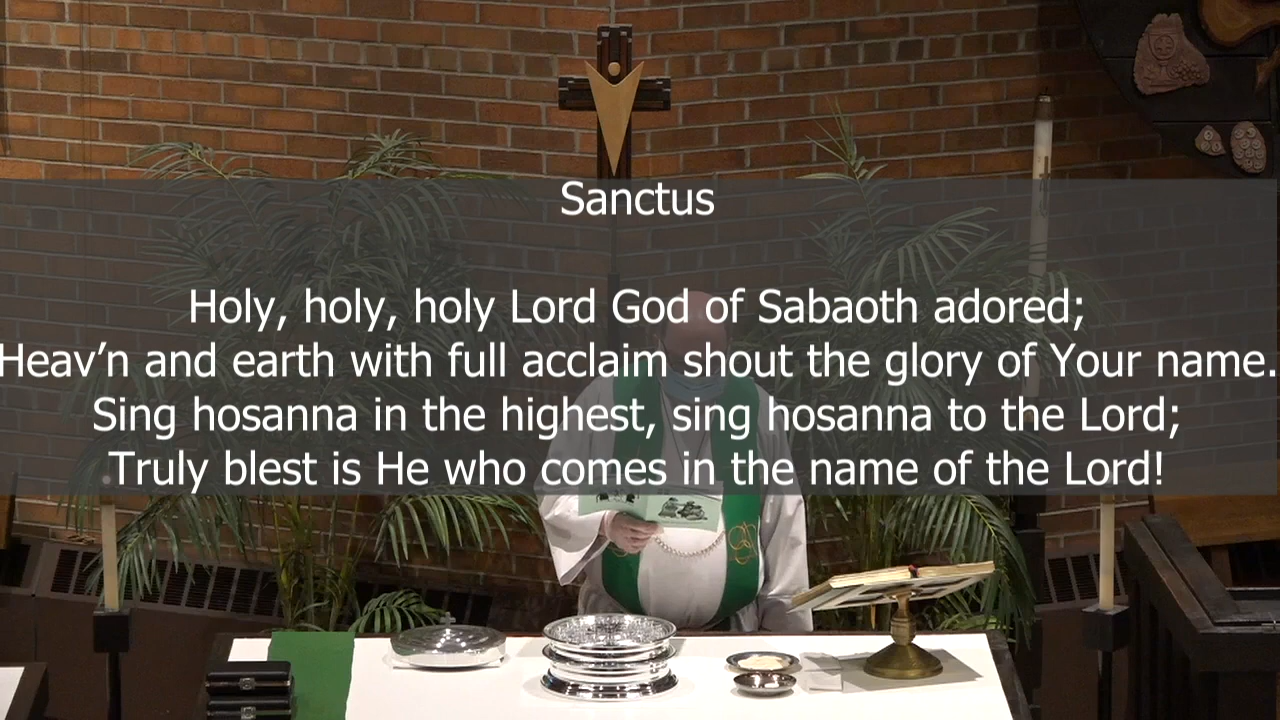 Sanctus
Holy, holy, holy Lord God of Sabaoth adored;
Heav’n and earth with full acclaim shout the glory of Your name.
Sing hosanna in the highest, sing hosanna to the Lord;
Truly blest is He who comes in the name of the Lord!